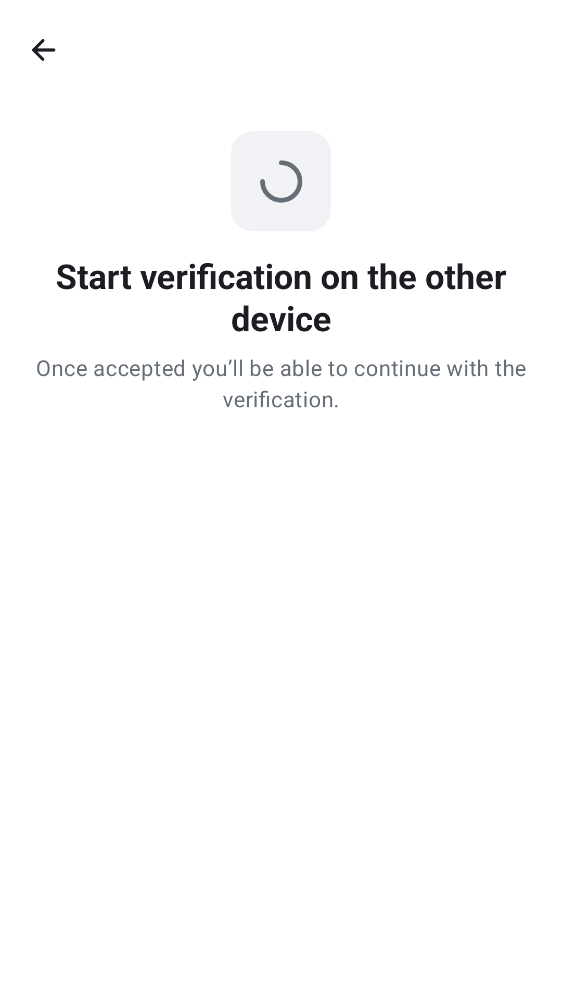 Start verification on the other
device
Once accepted you’ll be able to continue with the
verification.